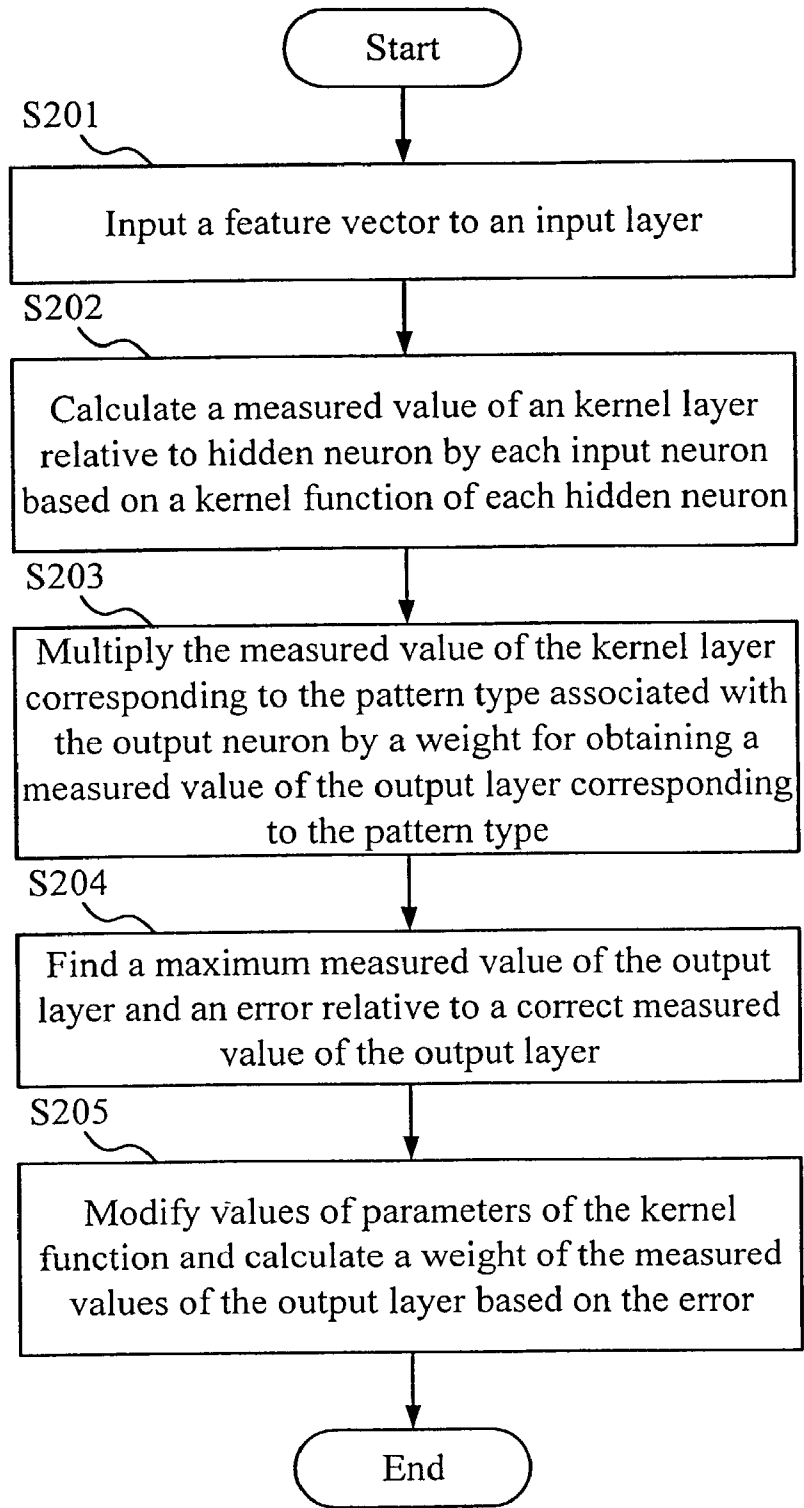 Start
S201
Input a feature vector to an input layer
S202
Calculate a measured value of an kernel layer
relative to hidden neuron by each input neuron
based on a kernel function of each hidden neuron
S203
Multiply the measured value of the kernel layer
corresponding to the pattern type associated with
the output neuron by a weight for obtaining a
measured value of the output layer corresponding
to the pattern type
S204
Find a maximum measured value of the output
layer and an error relative to a correct measured
value of the output layer
S205
Modify values of parameters of the kernel
function and calculate a weight of the measured
values of the output layer based on the error
End